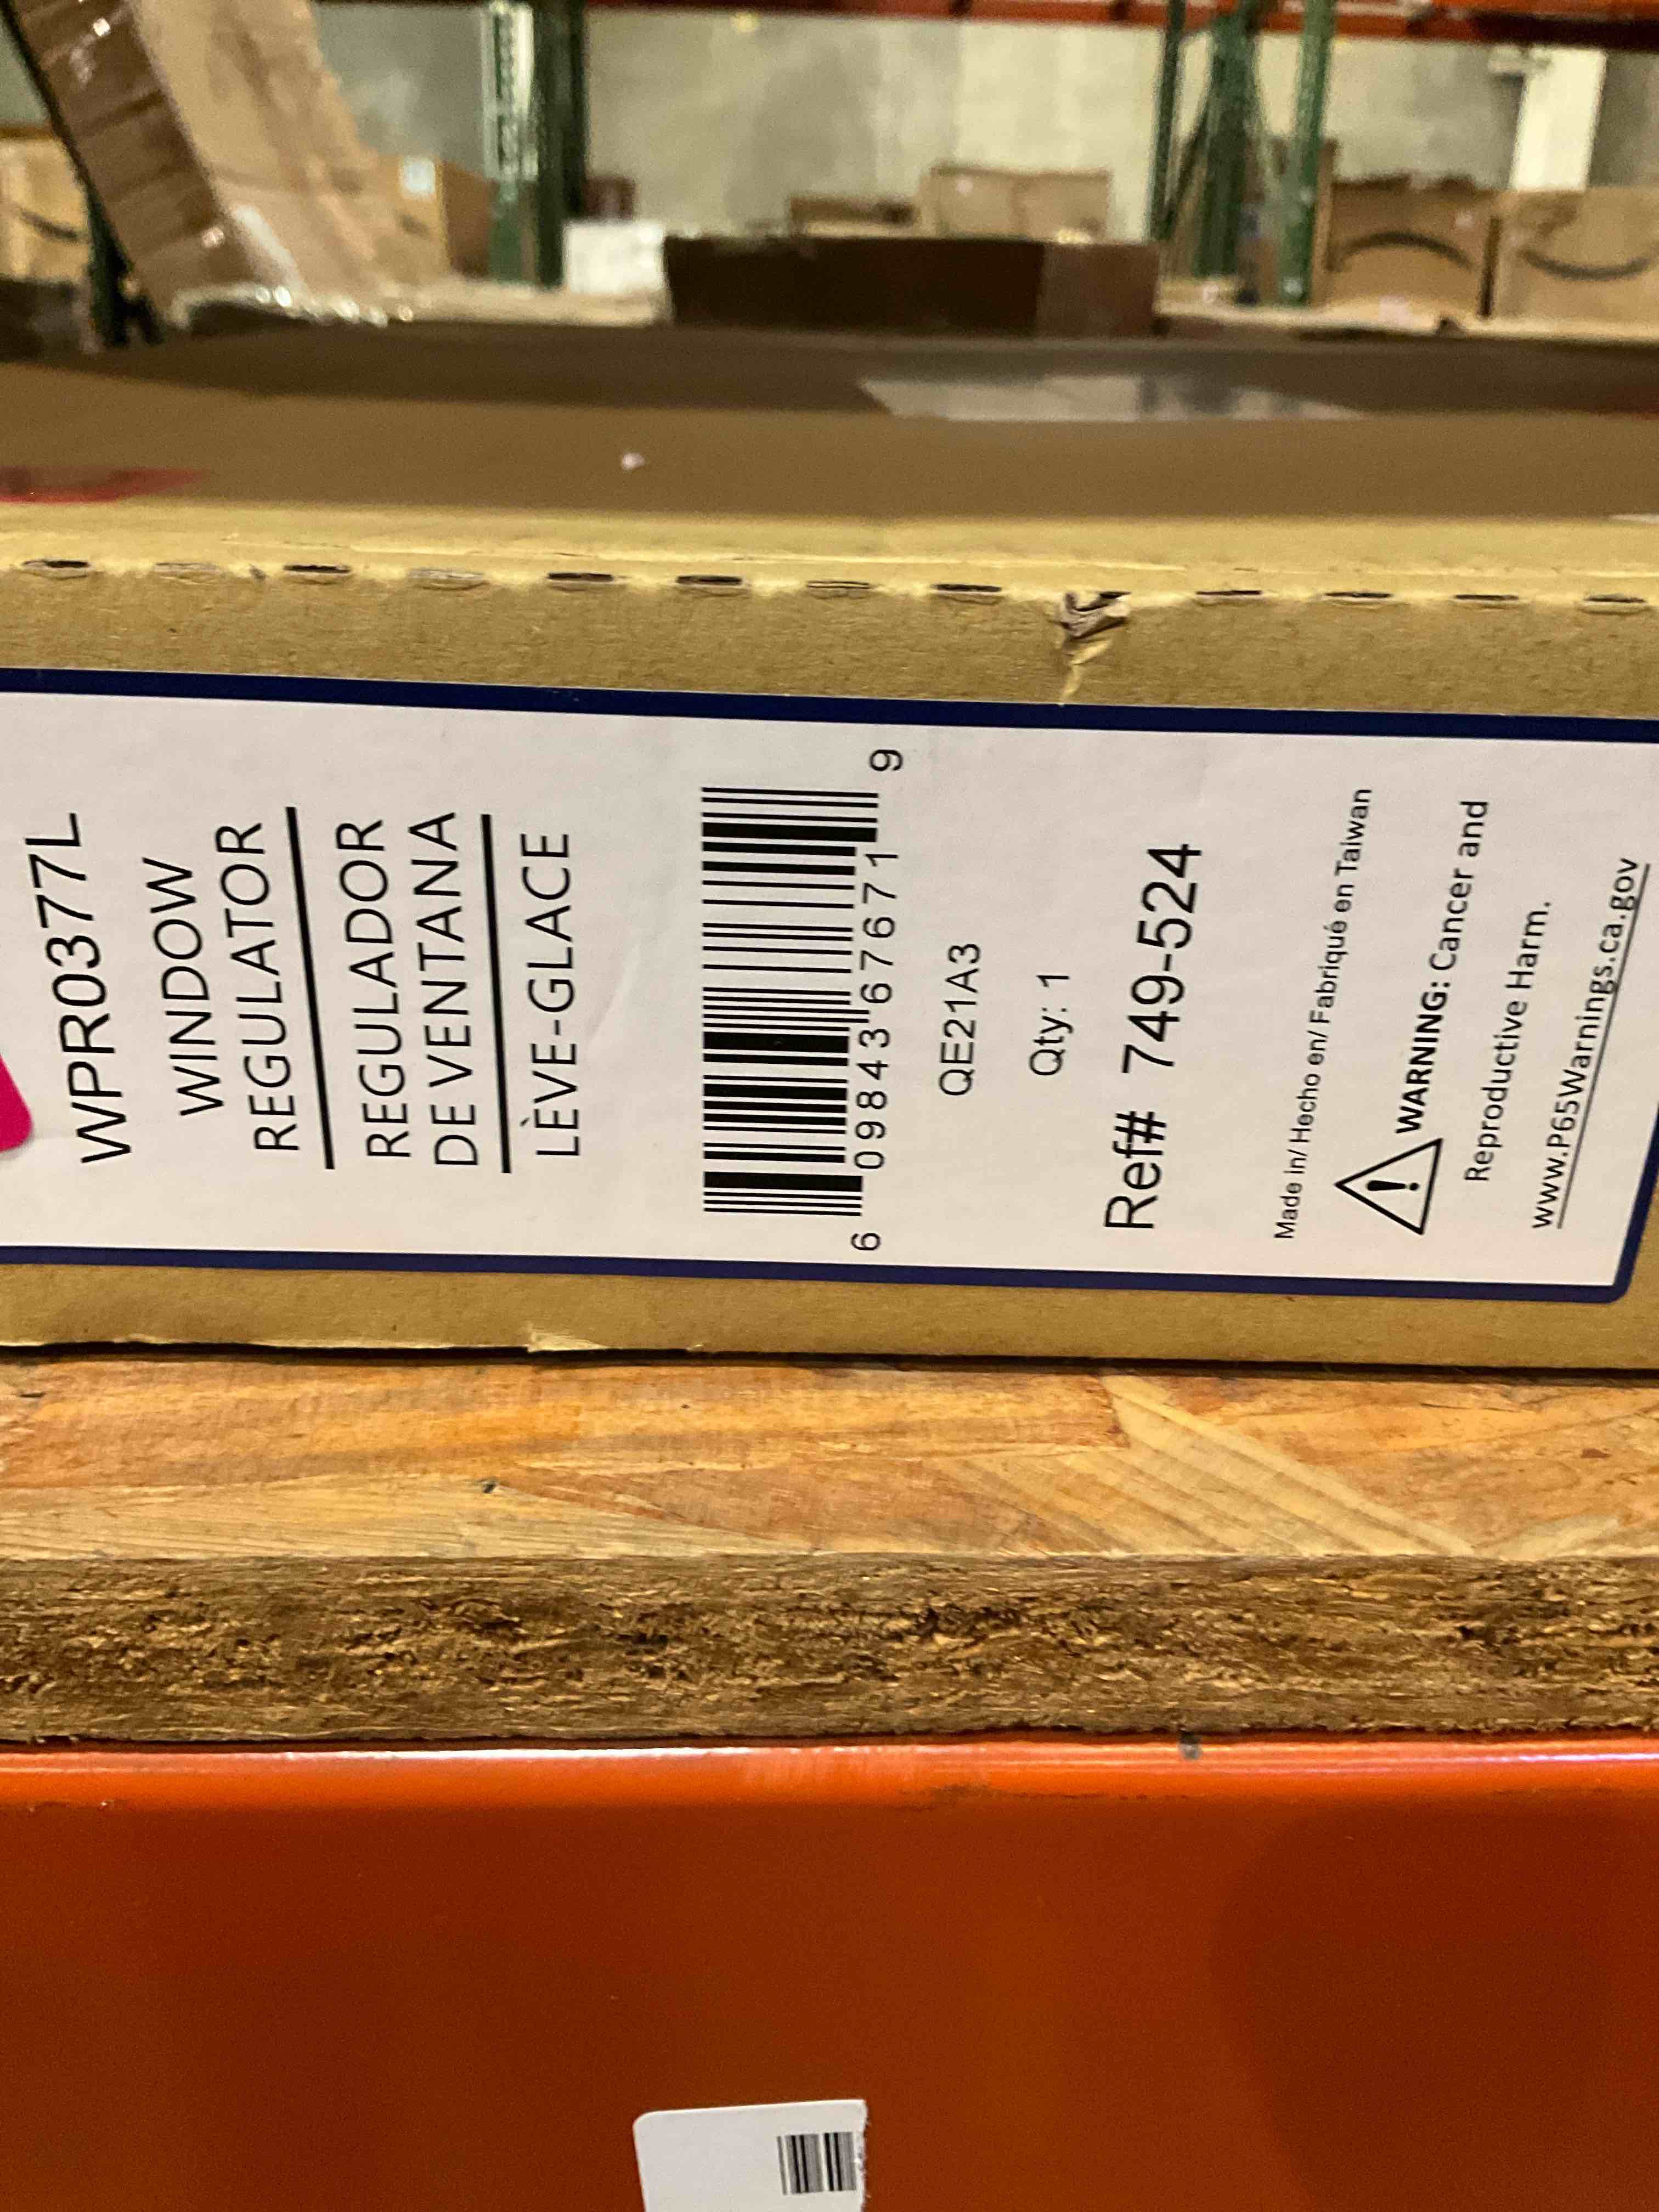 WPR0377L
WINDOW
REGULATOR
REGULADOR
DE VENTANA
LÈVE-GLACE
6 09843 67671 9
QE21A3
Qty: 1
Ref# 749-524
Made in/ Hecho en/ Fabriqué en Taiwan
WARNING: Cancer and
Reproductive Harm.
www.P65Warnings.ca.gov